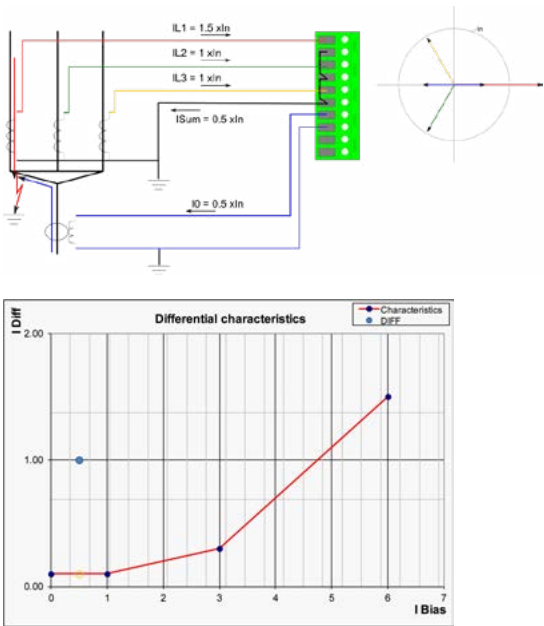 IL1 = 1.5 xIn
IL2 = 1 xIn
IL3 = 1 xIn
ISum = 0.5 xIn
I0 = 0.5 xIn
In
Differential characteristics
Characteristics
DIFF
I Diff
2.00
1.00
0.00
0 1 2 3 4 5 6 7
I Bias